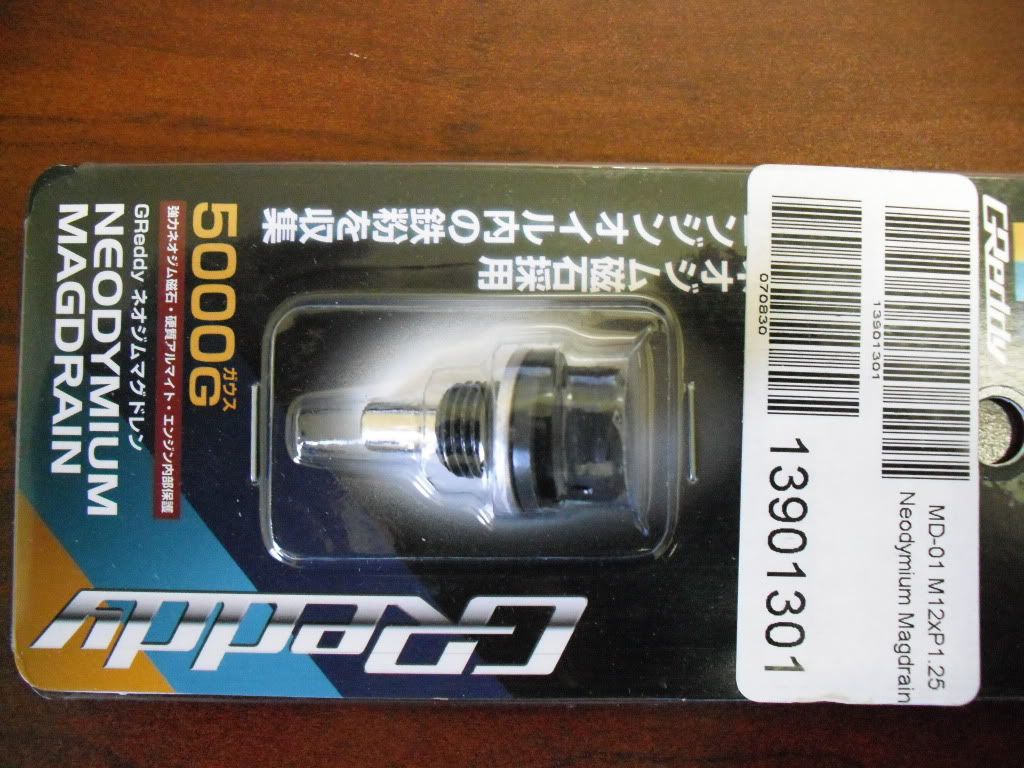 GReddy
ンジンオイル内の鉄粉を収集
オジム磁石採用
MD-01 M12xP1.25
Neodymium Magdrain
13901301
070830
13901301
5000G
ガウス
強力ネオジム磁石・硬質アルマイト・エンジン内部保護
GReddy ネオジムマグドレン
NEODYMIUM
MAGDRAIN
GReddy